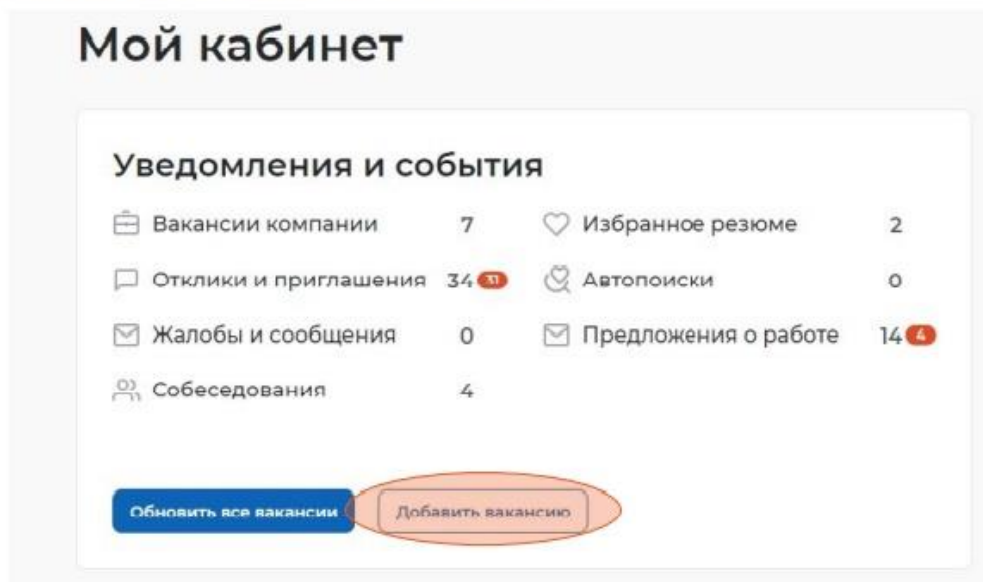 Мой кабинет
Уведомления и события
Вакансии компании 7 Избранное резюме 2
Отклики и приглашения 34 31 Автопоиски 0
Жалобы и сообщения 0 Предложения о работе 14 4
Собеседования 4
Обновить все вакансии Добавить вакансию